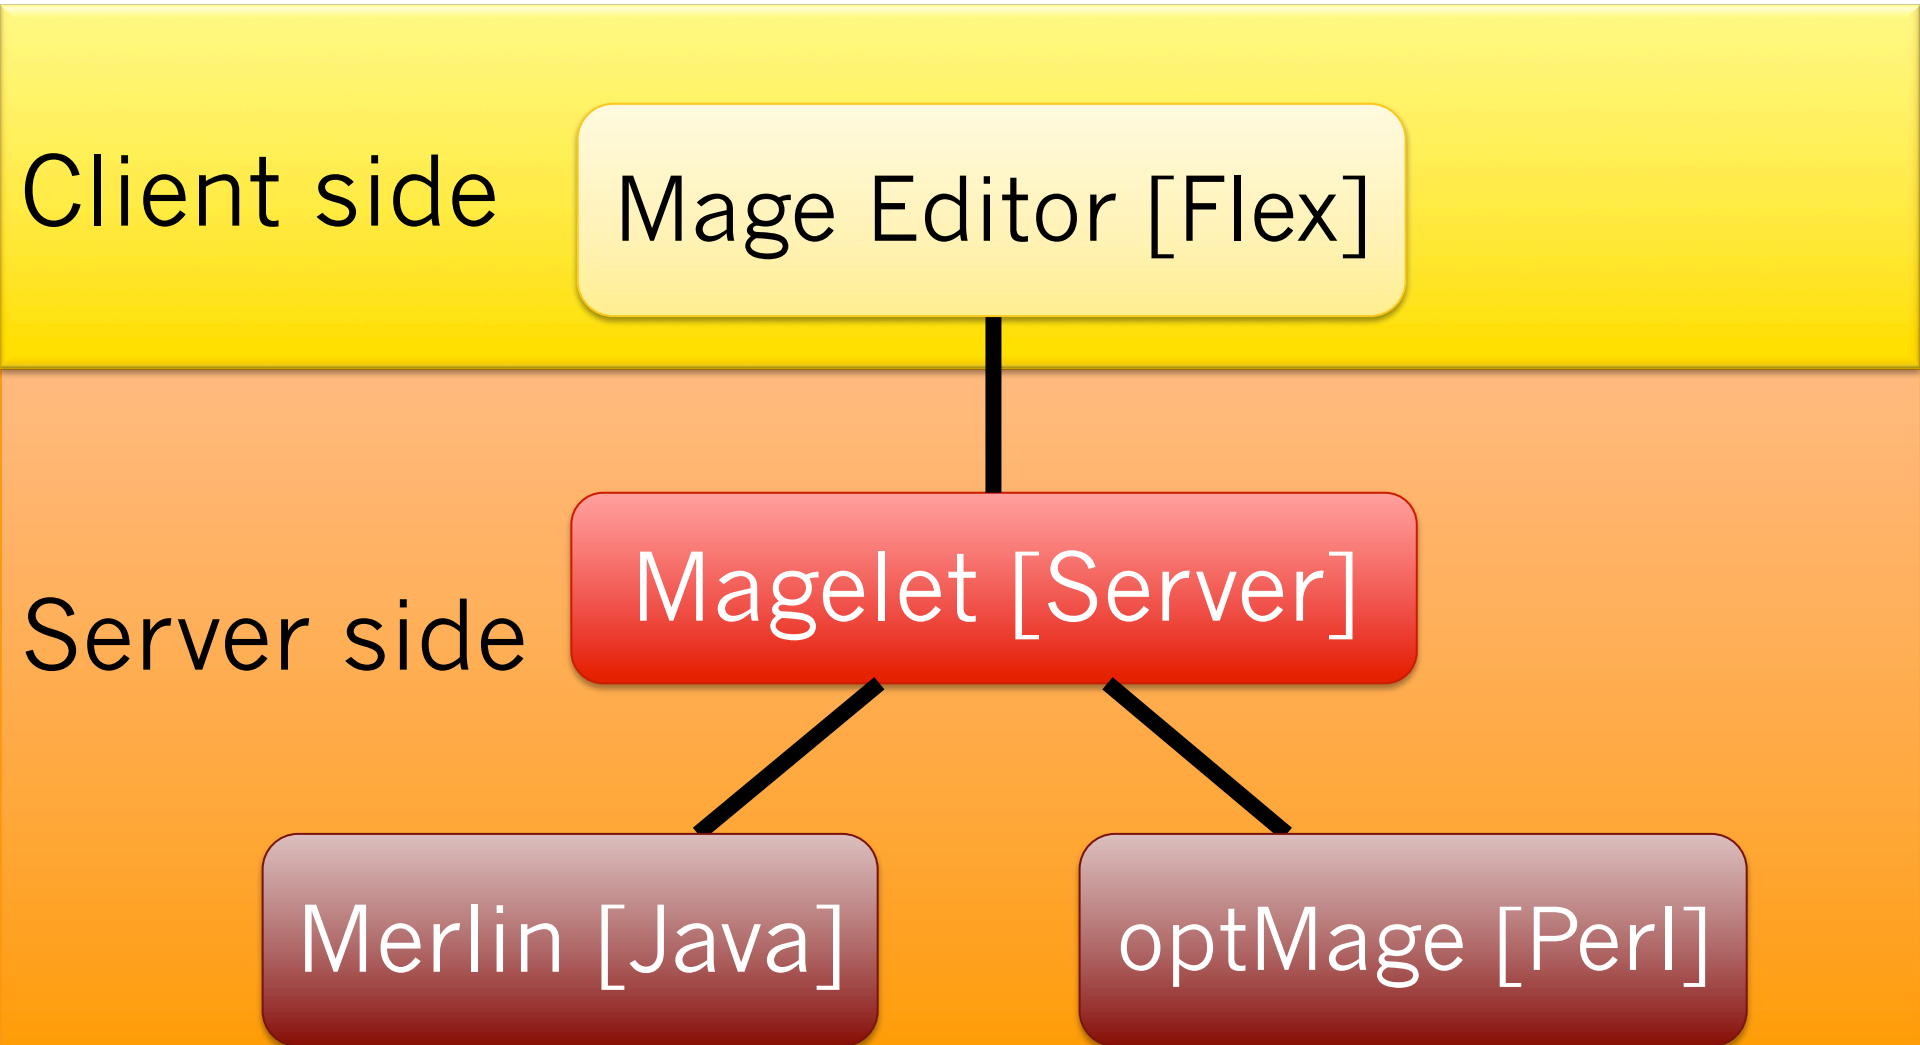 Client side
Mage Editor [Flex]
Magelet [Server]
Server side
Merlin [Java]
optMage [Perl]